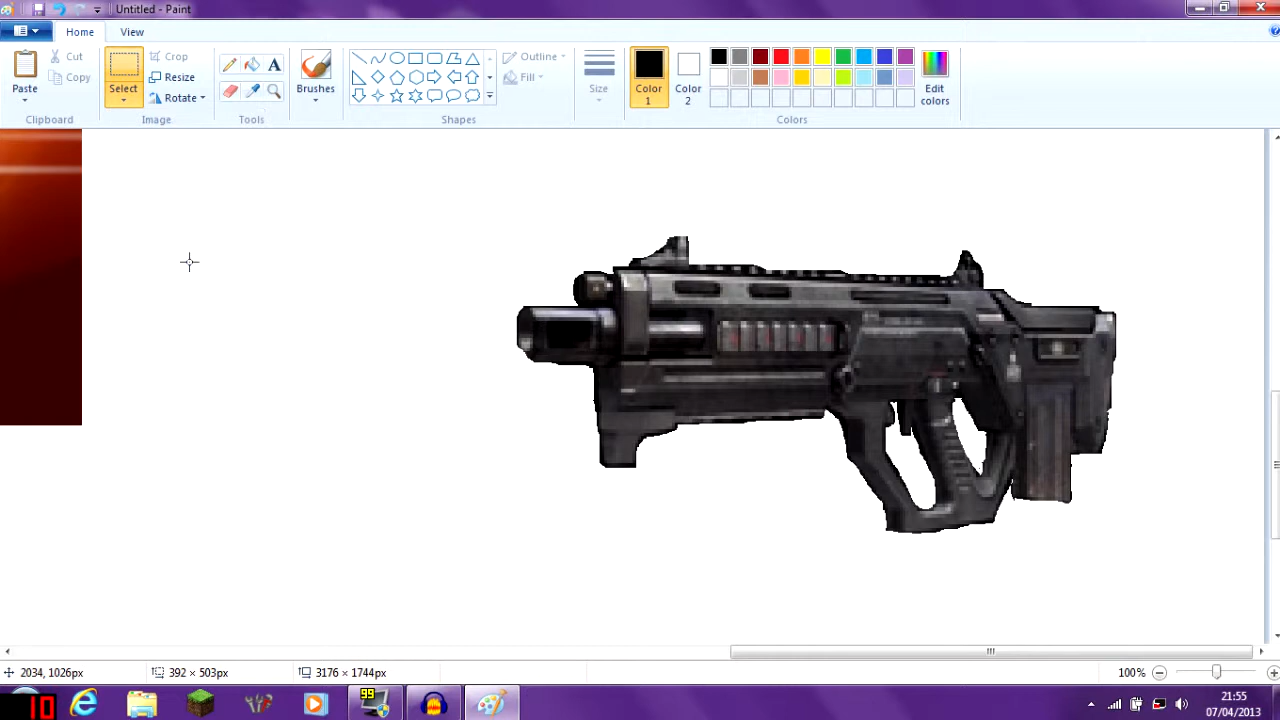 Untitled - Paint
Home View
Paste
Cut
Copy
Clipboard
Select
Crop
Resize
Rotate
Image
Tools
Brushes
Shapes
Outline
Fill
Size
Color 1
Color 2
Edit colors
Colors
2034, 1026px
392 × 503px
3176 × 1744px
100%
10
99
21:55
07/04/2013